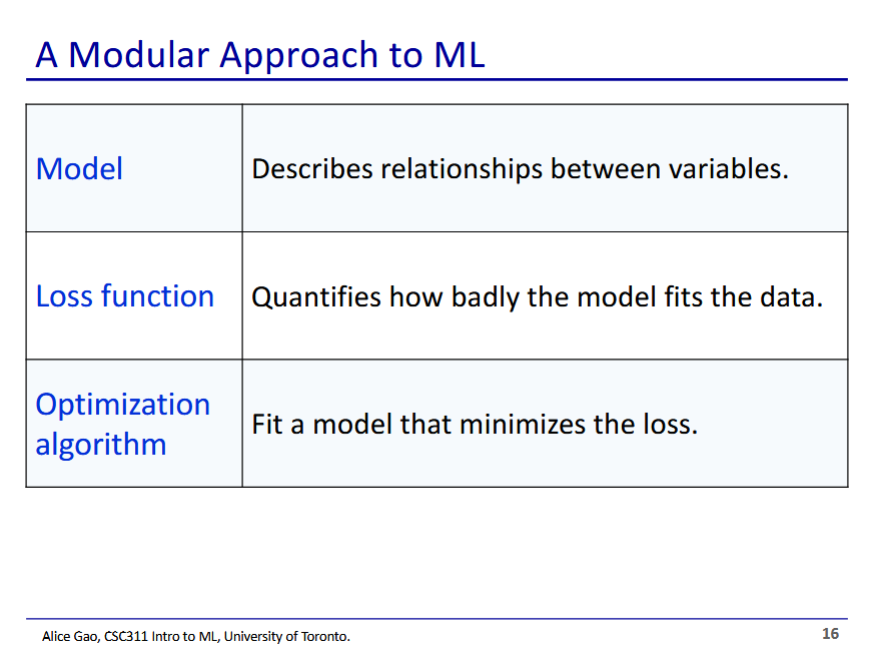 A Modular Approach to ML
Model
Describes relationships between variables.
Loss function
Quantifies how badly the model fits the data.
Optimization
algorithm
Fit a model that minimizes the loss.
Alice Gao, CSC311 Intro to ML, University of Toronto.
16